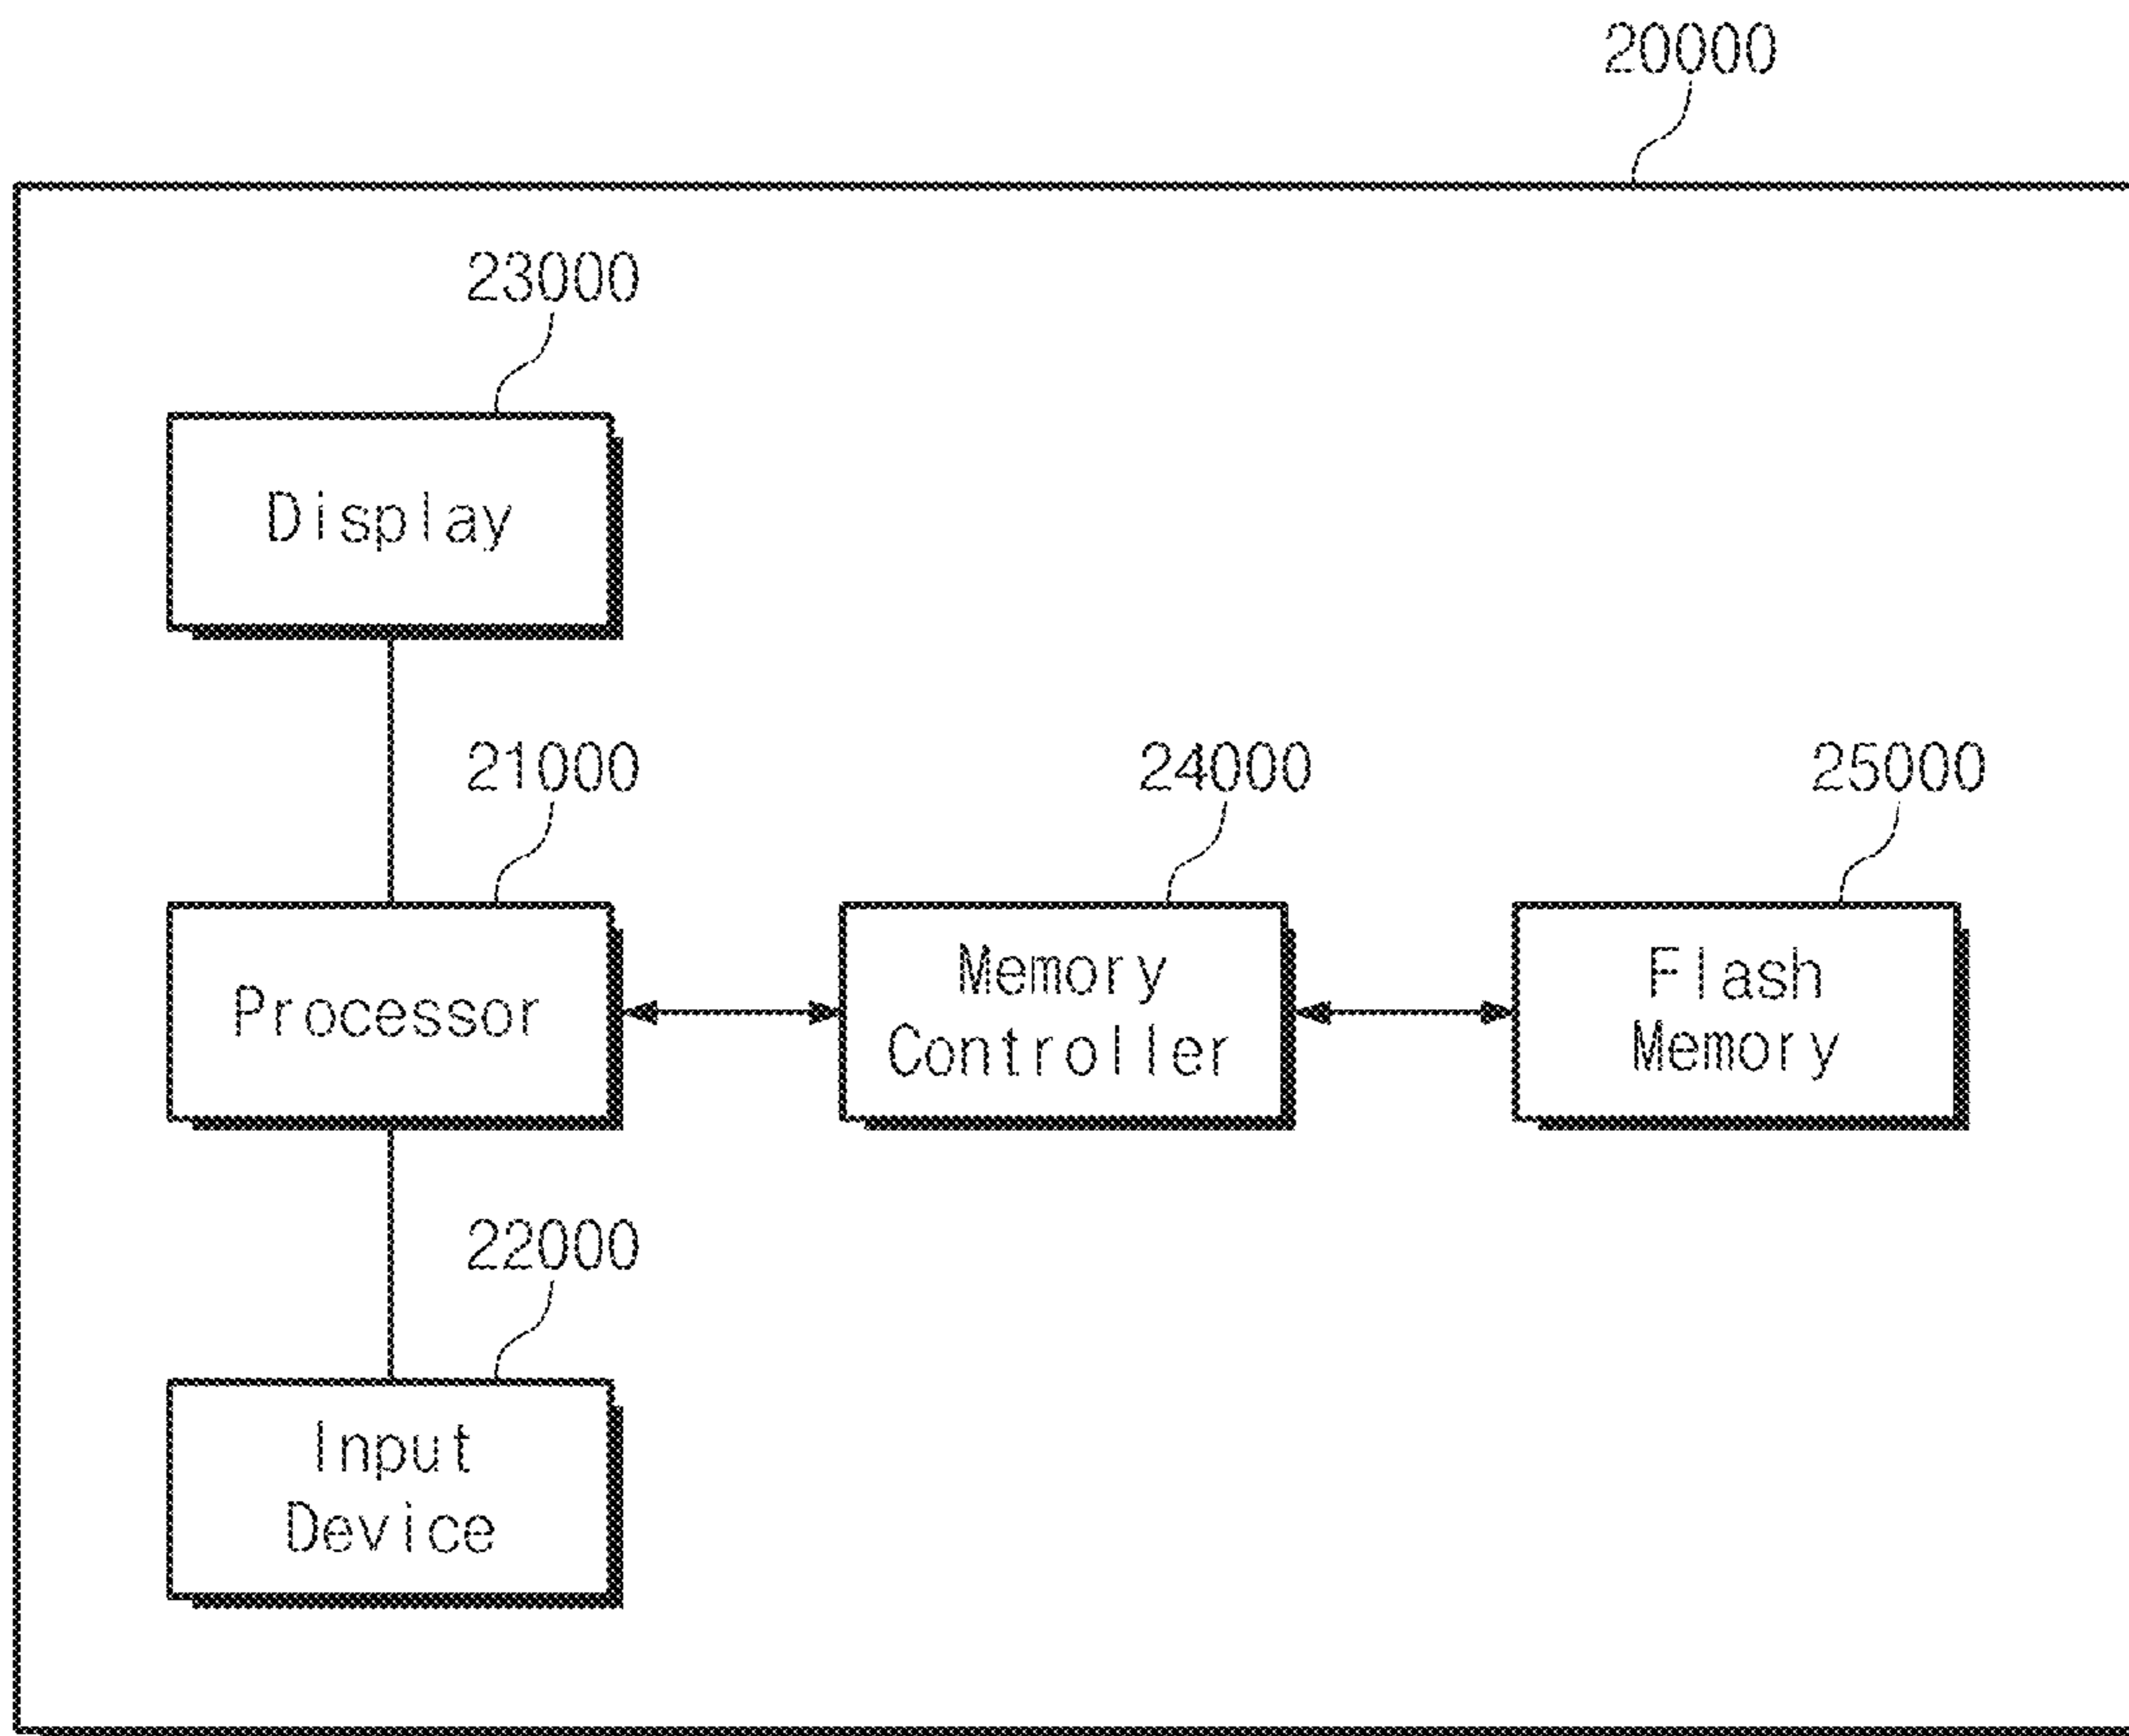 20000
23000
Display
21000
24000
25000
Processor
Memory
Controller
Flash
Memory
22000
Input
Device